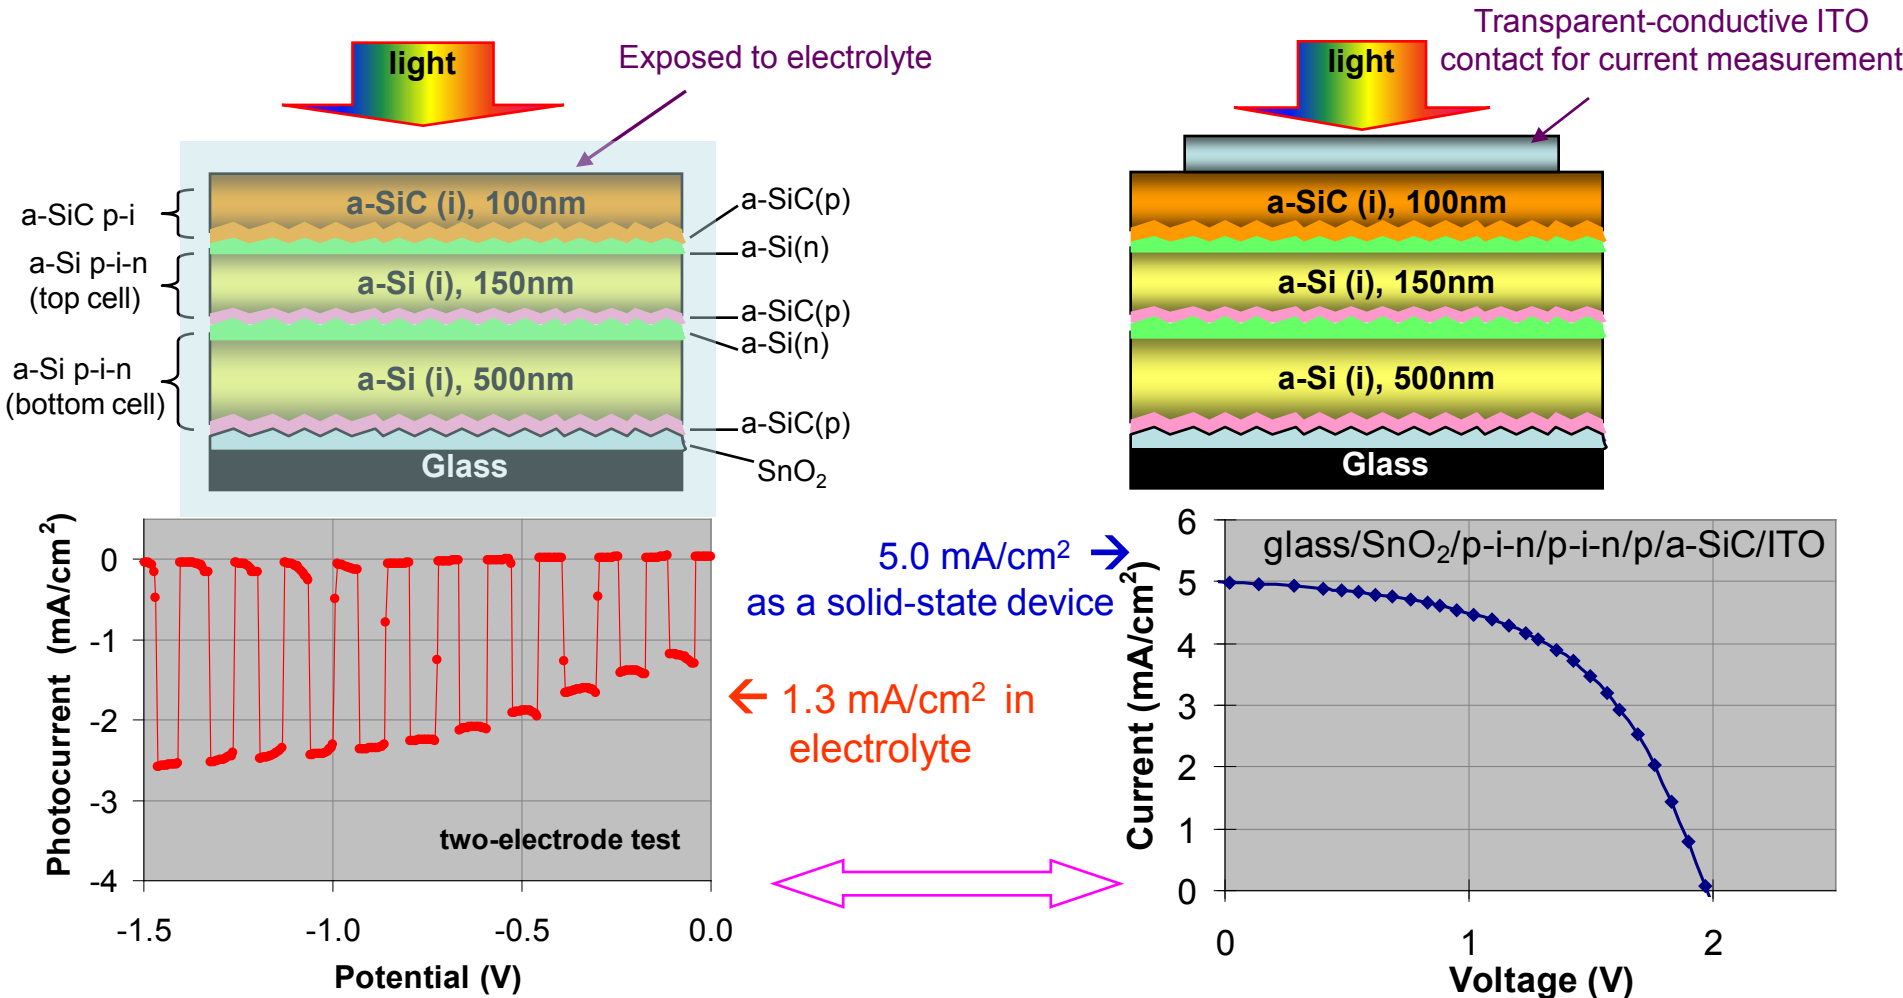 light
Exposed to electrolyte
a-SiC p-i
a-Si p-i-n
(top cell)
a-Si p-i-n
(bottom cell)
a-SiC (i), 100nm
a-Si (i), 150nm
a-Si (i), 500nm
Glass
a-SiC(p)
a-Si(n)
a-SiC(p)
a-Si(n)
a-SiC(p)
SnO₂
Transparent-conductive ITO
contact for current measurement
light
a-SiC (i), 100nm
a-Si (i), 150nm
a-Si (i), 500nm
Glass
Photocurrent (mA/cm²)
0
-1
-2
-3
-4
two-electrode test
-1.5
-1.0
-0.5
0.0
Potential (V)
5.0 mA/cm² →
as a solid-state device
← 1.3 mA/cm² in
electrolyte
Current (mA/cm²)
6
5
4
3
2
1
0
glass/SnO₂/p-i-n/p-i-n/p/a-SiC/ITO
0
1
2
Voltage (V)